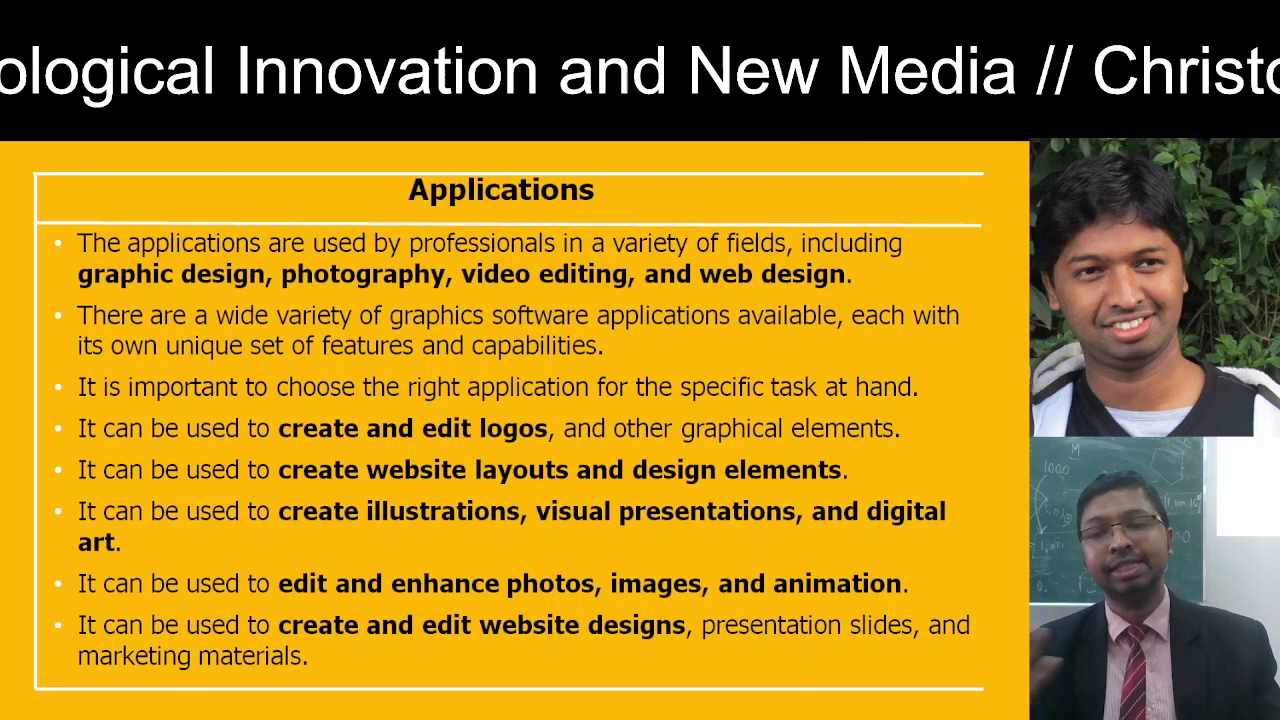 ological Innovation and New Media // Christo
Applications
• The applications are used by professionals in a variety of fields, including
graphic design, photography, video editing, and web design.
• There are a wide variety of graphics software applications available, each with
its own unique set of features and capabilities.
• It is important to choose the right application for the specific task at hand.
• It can be used to create and edit logos, and other graphical elements.
• It can be used to create website layouts and design elements.
• It can be used to create illustrations, visual presentations, and digital
art.
• It can be used to edit and enhance photos, images, and animation.
• It can be used to create and edit website designs, presentation slides, and
marketing materials.
M
1000